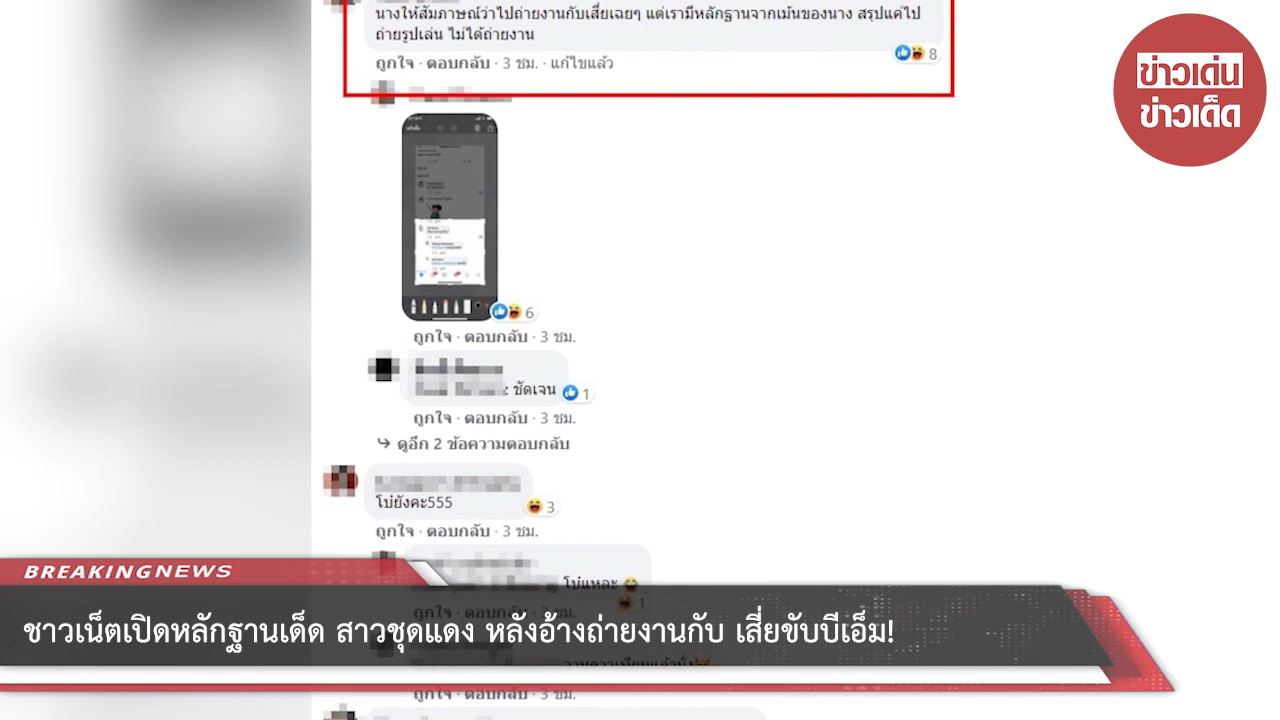 นางให้สัมภาษณ์ว่าไปถ่ายงานกับเสี่ยเฉยๆ แต่เรามีหลักฐานจากเม้นของนาง สรุปแค่ไป
ถ่ายรูปเล่น ไม่ได้ถ่ายงาน
8
ถูกใจ · ตอบกลับ · 3 ชม. · แก้ไขแล้ว
ข่าวเด่น
ข่าวเด็ด
6
ถูกใจ · ตอบกลับ · 3 ชม.
ชัดเจน
1
ถูกใจ · ตอบกลับ · 3 ชม.
ดูอีก 2 ข้อความตอบกลับ
โบ่ยังคะ555
3
ถูกใจ · ตอบกลับ · 3 ชม.
โบ่แหละ
1
ถูกใจ · ตอบกลับ · 3 ชม.
BREAKINGNEWS
ชาวเน็ตเปิดหลักฐานเด็ด สาวชุดแดง หลังอ้างถ่ายงานกับ เสี่ยขับบีเอ็ม!
ถูกใจ · ตอบกลับ · 3 ชม.